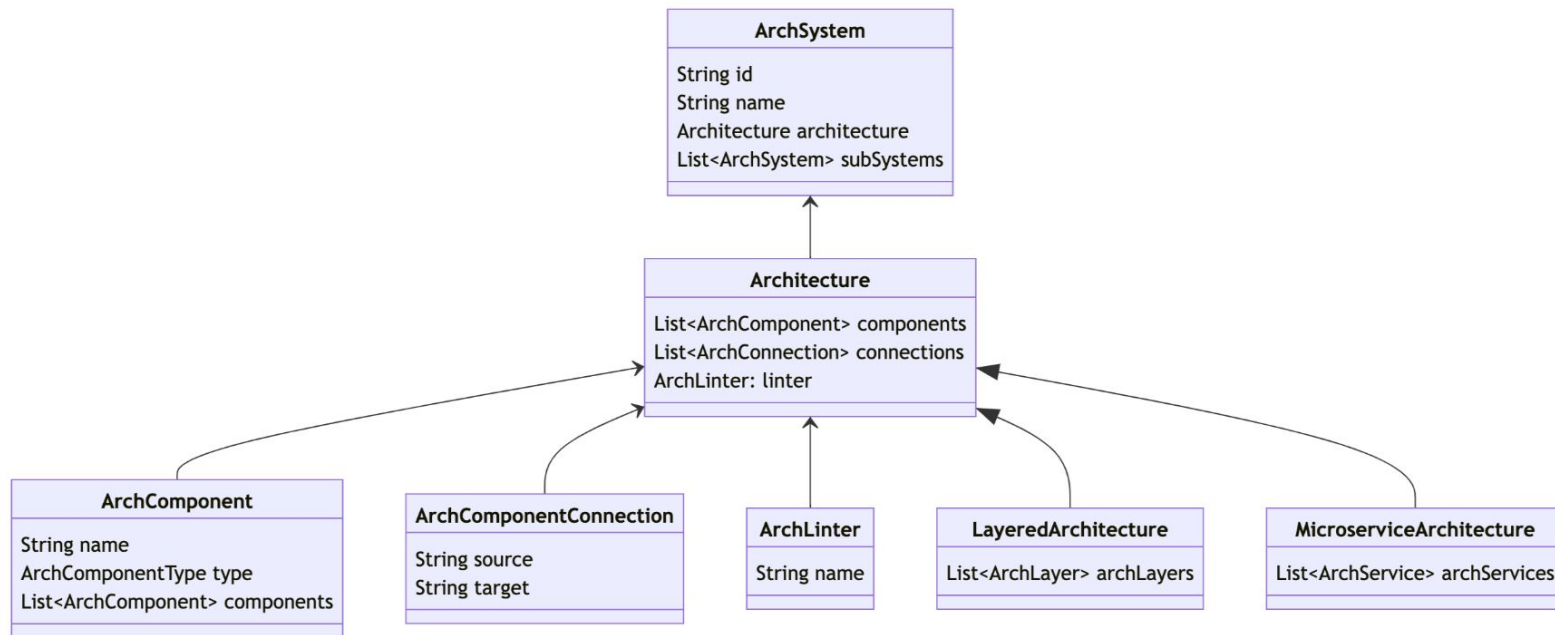 ArchSystem
String id
String name
Architecture architecture
List<ArchSystem> subSystems
Architecture
List<ArchComponent> components
List<ArchConnection> connections
ArchLinter: linter
ArchComponent
String name
ArchComponentType type
List<ArchComponent> components
ArchComponentConnection
String source
String target
ArchLinter
String name
LayeredArchitecture
List<ArchLayer> archLayers
MicroserviceArchitecture
List<ArchService> archServices